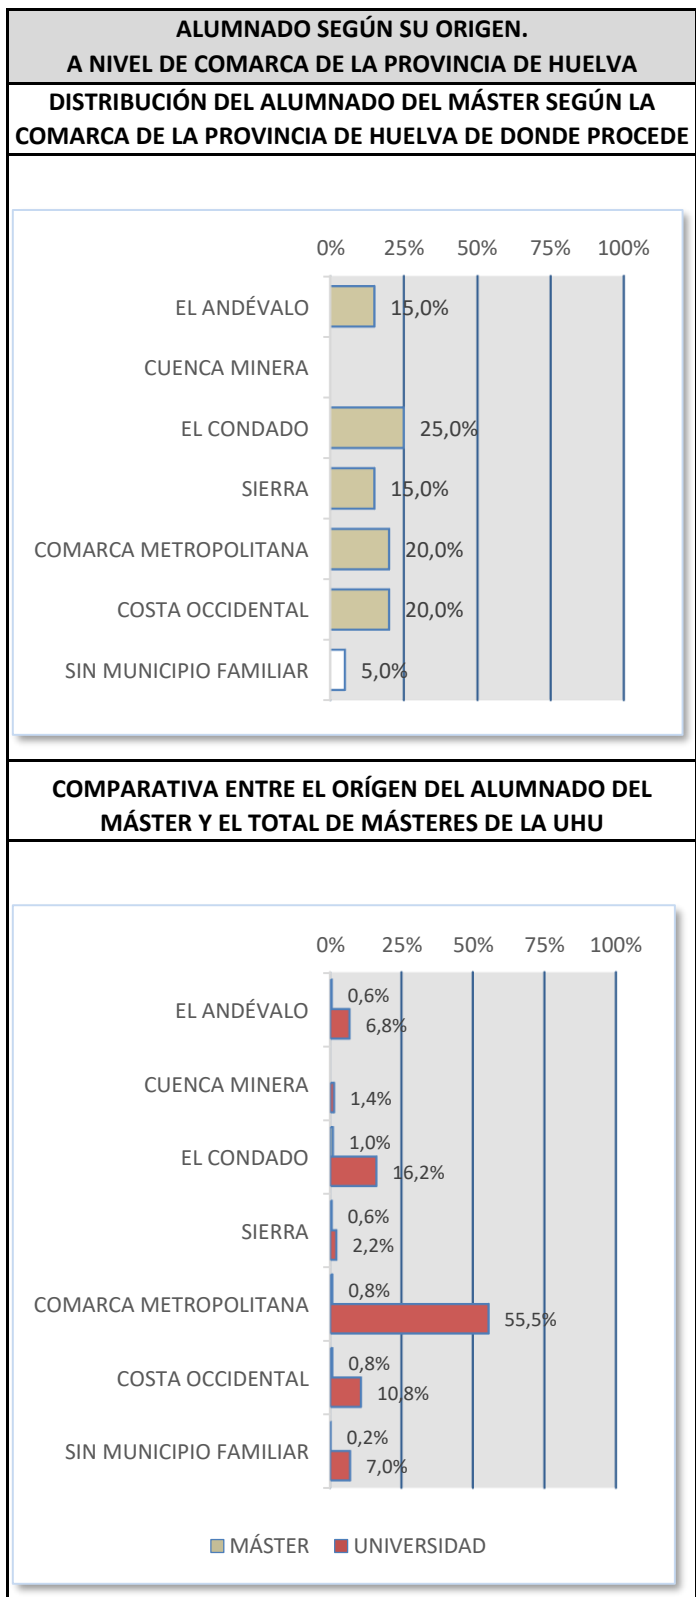 ALUMNADO SEGÚN SU ORIGEN.
A NIVEL DE COMARCA DE LA PROVINCIA DE HUELVA
DISTRIBUCIÓN DEL ALUMNADO DEL MÁSTER SEGÚN LA
COMARCA DE LA PROVINCIA DE HUELVA DE DONDE PROCEDE
0% 25% 50% 75% 100%
EL ANDÉVALO 15,0%
CUENCA MINERA
EL CONDADO 25,0%
SIERRA 15,0%
COMARCA METROPOLITANA 20,0%
COSTA OCCIDENTAL 20,0%
SIN MUNICIPIO FAMILIAR 5,0%
COMPARATIVA ENTRE EL ORÍGEN DEL ALUMNADO DEL
MÁSTER Y EL TOTAL DE MÁSTERES DE LA UHU
0% 25% 50% 75% 100%
0,6%
EL ANDÉVALO
6,8%
CUENCA MINERA
1,4%
1,0%
EL CONDADO
16,2%
0,6%
SIERRA
2,2%
0,8%
COMARCA METROPOLITANA
55,5%
0,8%
COSTA OCCIDENTAL
10,8%
0,2%
SIN MUNICIPIO FAMILIAR
7,0%
MÁSTER UNIVERSIDAD